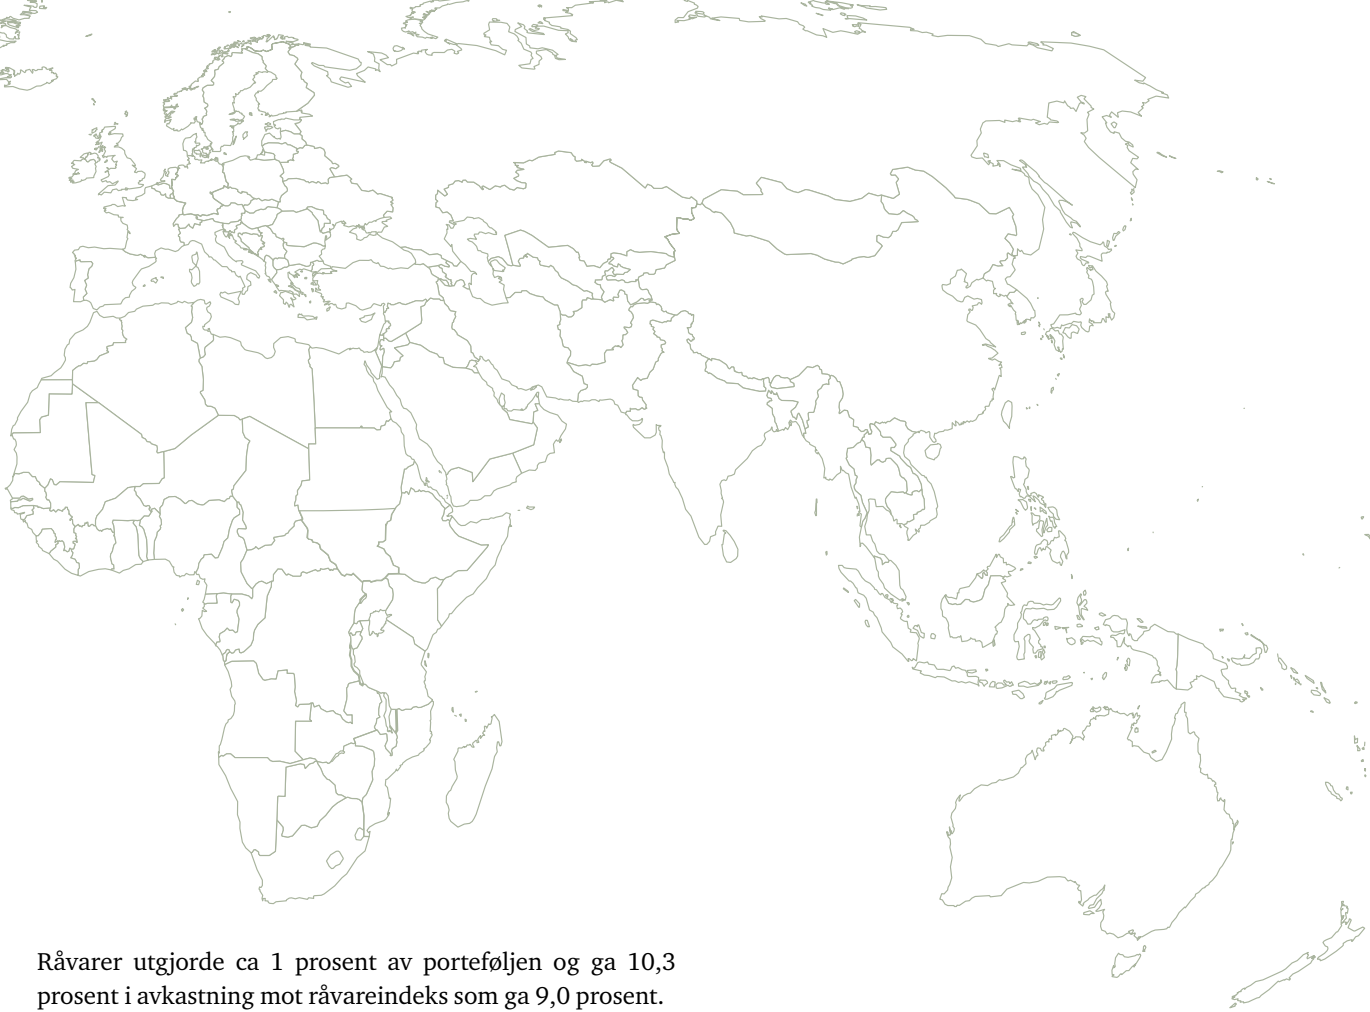 Råvarer utgjorde ca 1 prosent av porteføljen og ga 10,3
prosent i avkastning mot råvareindeks som ga 9,0 prosent.